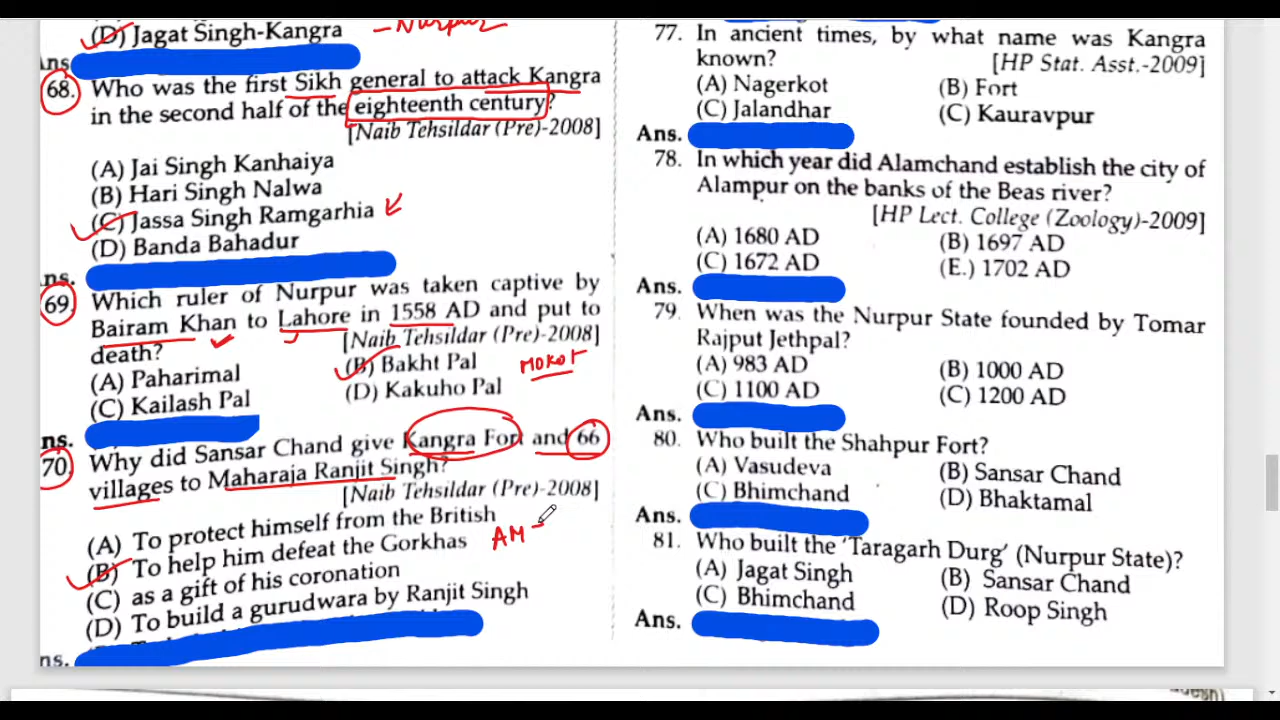 (D) Jagat Singh-Kangra - Nurpur
Ans
68. Who was the first Sikh general to attack Kangra
in the second half of the eighteenth century?
[Naib Tehsildar (Pre)-2008]
(A) Jai Singh Kanhaiya
(B) Hari Singh Nalwa
(C) Jassa Singh Ramgarhia
(D) Banda Bahadur
ns.
69. Which ruler of Nurpur was taken captive by
Bairam Khan to Lahore in 1558 AD and put to
death? [Naib Tehsildar (Pre)-2008]
(A) Paharimal (B) Bakht Pal
MOKOT
(C) Kailash Pal (D) Kakuho Pal
ns.
70. Why did Sansar Chand give Kangra Fort and 66
villages to Maharaja Ranjit Singh?
[Naib Tehsildar (Pre)-2008]
(A) To protect himself from the British
(B) To help him defeat the Gorkhas AM -
(C) as a gift of his coronation
(D) To build a gurudwara by Ranjit Singh
ns.
77. In ancient times, by what name was Kangra
known? [HP Stat. Asst.-2009]
(A) Nagerkot (B) Fort
(C) Jalandhar (C) Kauravpur
Ans.
78. In which year did Alamchand establish the city of
Alampur on the banks of the Beas river?
[HP Lect. College (Zoology)-2009]
(A) 1680 AD (B) 1697 AD
(C) 1672 AD (E.) 1702 AD
Ans.
79. When was the Nurpur State founded by Tomar
Rajput Jethpal?
(A) 983 AD (B) 1000 AD
(C) 1100 AD (C) 1200 AD
Ans.
80. Who built the Shahpur Fort?
(A) Vasudeva (B) Sansar Chand
(C) Bhimchand (D) Bhaktamal
Ans.
81. Who built the 'Taragarh Durg' (Nurpur State)?
(A) Jagat Singh (B) Sansar Chand
(C) Bhimchand (D) Roop Singh
Ans.